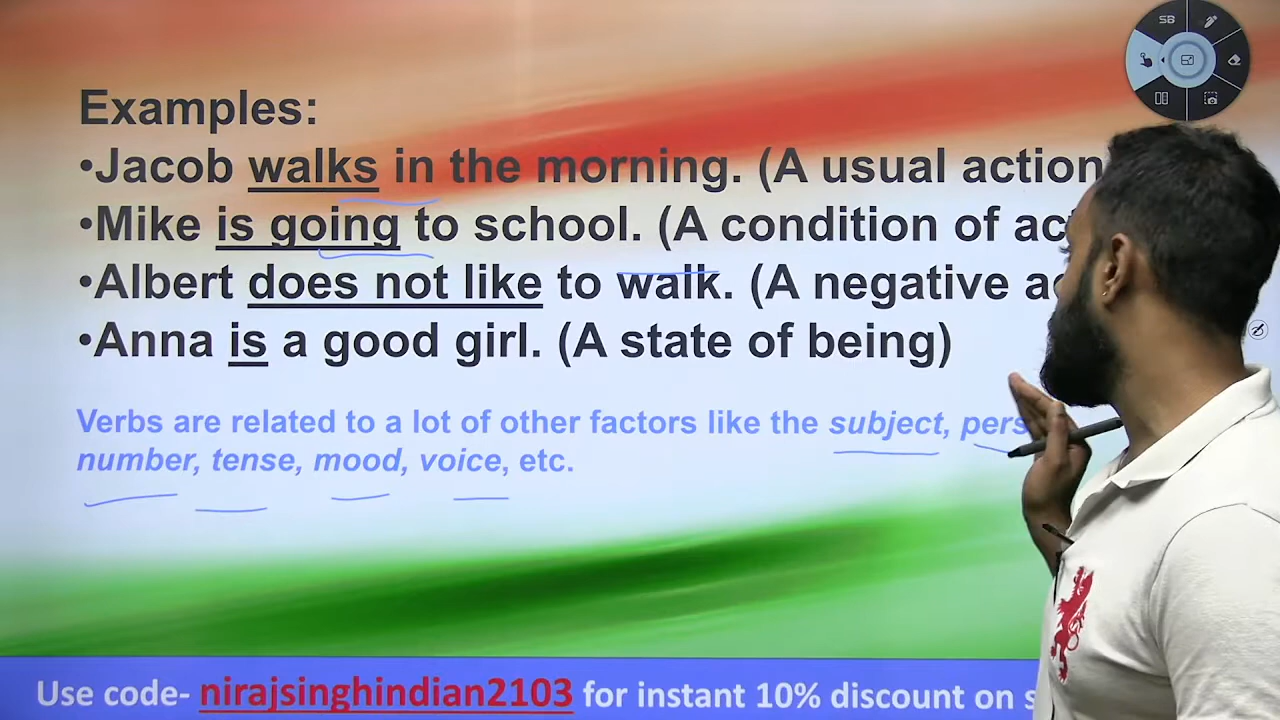 SB
Examples:
•Jacob walks in the morning. (A usual action
•Mike is going to school. (A condition of
•Albert does not like to walk. (A negative
•Anna is a good girl. (A state of being)
Verbs are related to a lot of other factors like the subject,
number, tense, mood, voice, etc.
Use code- nirajsinghindian2103 for instant 10% discount on